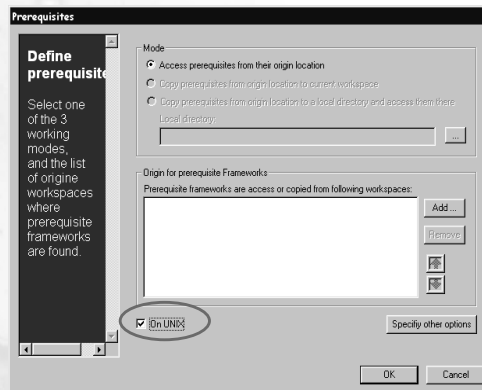 Prerequisites
Define
prerequisite
Select one
of the 3
working
modes,
and the list
of origine
workspaces
where
prerequisite
frameworks
are found.
Mode
Access prerequisites from their origin location
Copy prerequisites from origin location to current workspace
Copy prerequisites from origin location to a local directory and access them there
Local directory:
...
Origin for prerequisite Frameworks
Prerequisite frameworks are access or copied from following workspaces:
Add ...
Remove
On UNIX
Specifiy other options
OK
Cancel